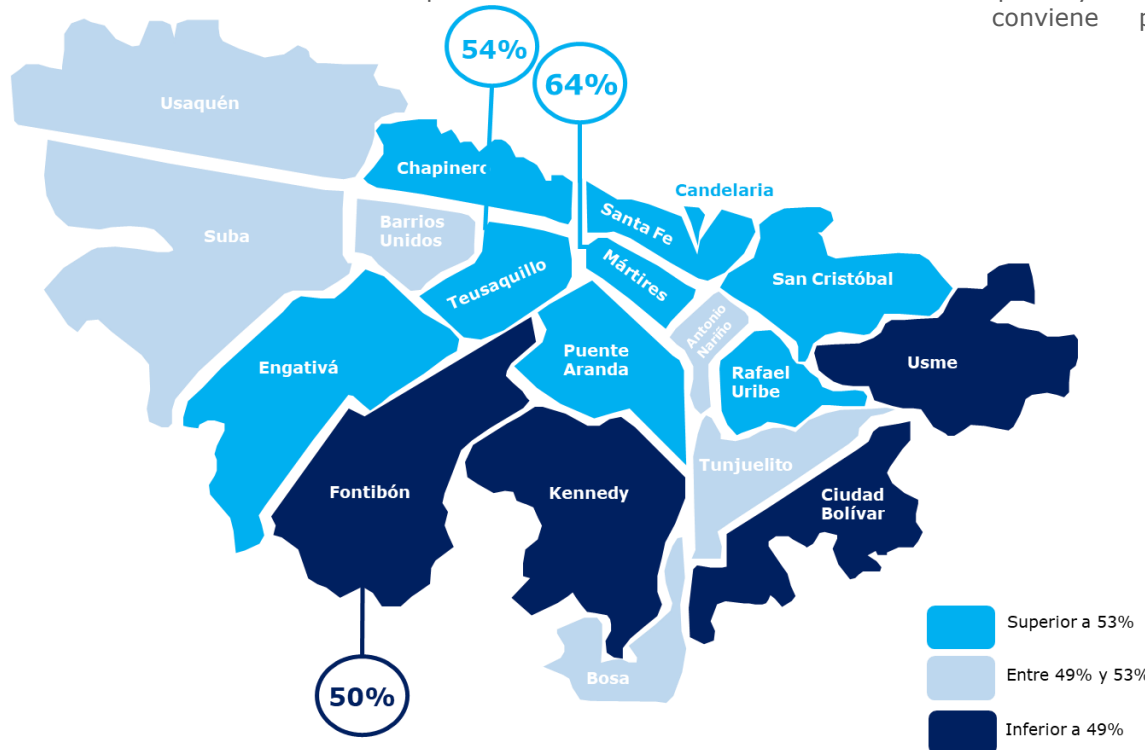 conviene p
54%
64%
Usaquén
Chapinero
Candelaria
Santa Fe
Barrios
Unidos
Suba
Mártires
Teusaquillo
San Cristóbal
Antonio
Nariño
Puente
Aranda
Engativá
Rafael
Uribe
Usme
Tunjuelito
Fontibón
Kennedy
Ciudad
Bolívar
Superior a 53%
Entre 49% y 53%
Inferior a 49%
Bosa
50%